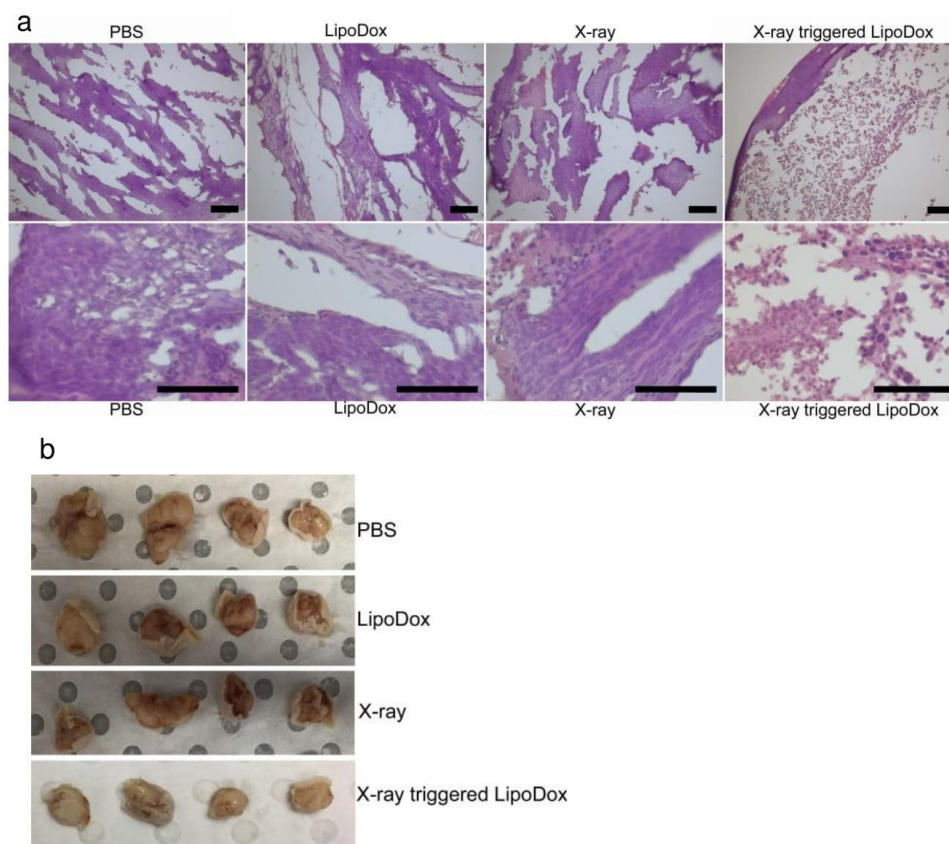 a
PBS LipoDox X-ray X-ray triggered LipoDox
PBS LipoDox X-ray X-ray triggered LipoDox
b
PBS
LipoDox
X-ray
X-ray triggered LipoDox